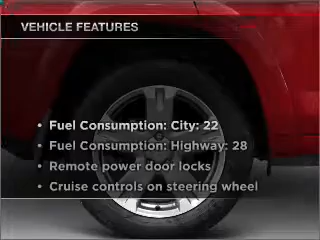 VEHICLE FEATURES
• Fuel Consumption: City: 22
• Fuel Consumption: Highway: 28
• Remote power door locks
• Cruise controls on steering wheel